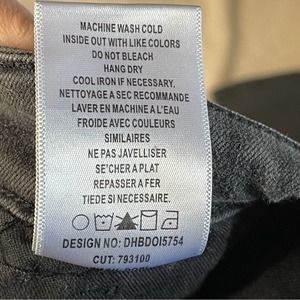 MACHINE WASH COLD
INSIDE OUT WITH LIKE COLORS
DO NOT BLEACH
HANG DRY
COOL IRON IF NECESSARY.
NETTOYAGE A SEC RECOMMANDE
LAVER EN MACHINE A L'EAU
FROIDE AVEC COULEURS
SIMILAIRES
NE PAS JAVELLISER
SE'CHER A PLAT
REPASSER A FER
TIEDE SI NECESSAIRE.
DESIGN NO: DHBDOI5754
CUT: 793100